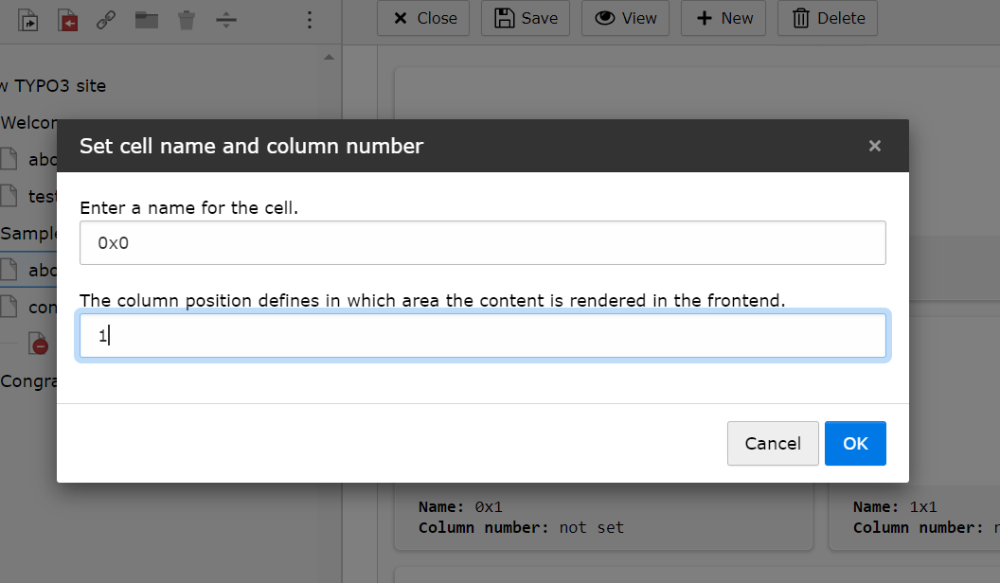 Close Save View New Delete
w TYPO3 site
Welcor
abo
test
Sample
abo
con
Congra
Set cell name and column number
Enter a name for the cell.
0x0
The column position defines in which area the content is rendered in the frontend.
1
Cancel OK
Name: 0x1
Column number: not set
Name: 1x1
Column number: n